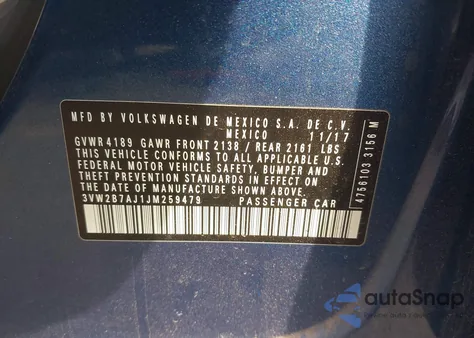 MFD BY VOLKSWAGEN DE MEXICO S.A. DE C.V.
MEXICO 11/17
GVWR 4189 GAWR FRONT 2138 / REAR 2161 LBS
THIS VEHICLE CONFORMS TO ALL APPLICABLE
FEDERAL MOTOR VEHICLE SAFETY, BUMPER AND
THEFT PREVENTION STANDARDS IN EFFECT ON
THE DATE OF MANUFACTURE SHOWN ABOVE.
3VW2B7AJ1JM259479 PASSENGER CAR
4756103 3156 M
autoSnap